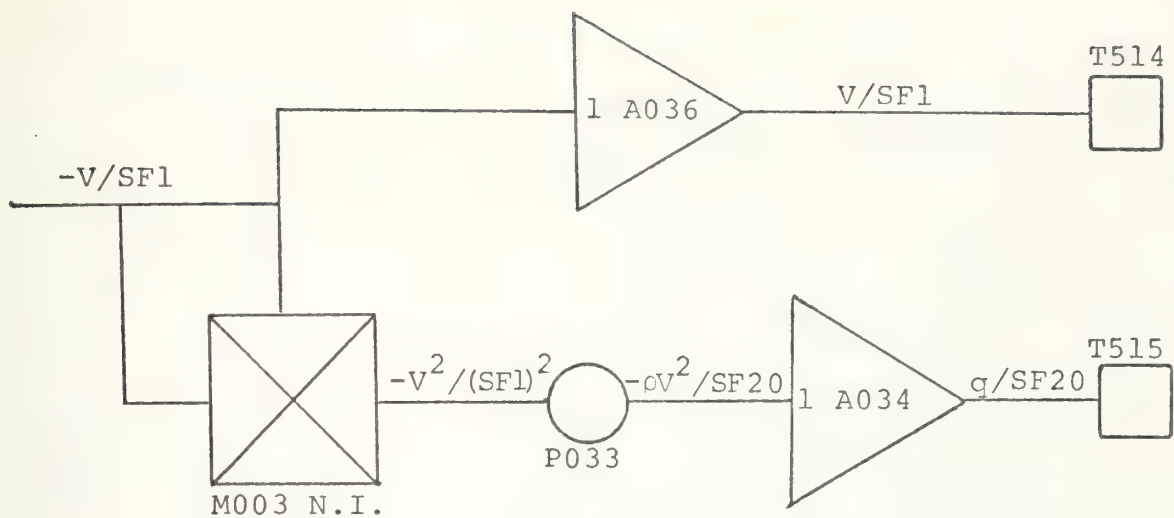 T514
1 A036
V/SF1
-V/SF1
T515
-V²/(SF1)²
-ρV²/SF20
1 A034
q/SF20
P033
M003 N.I.